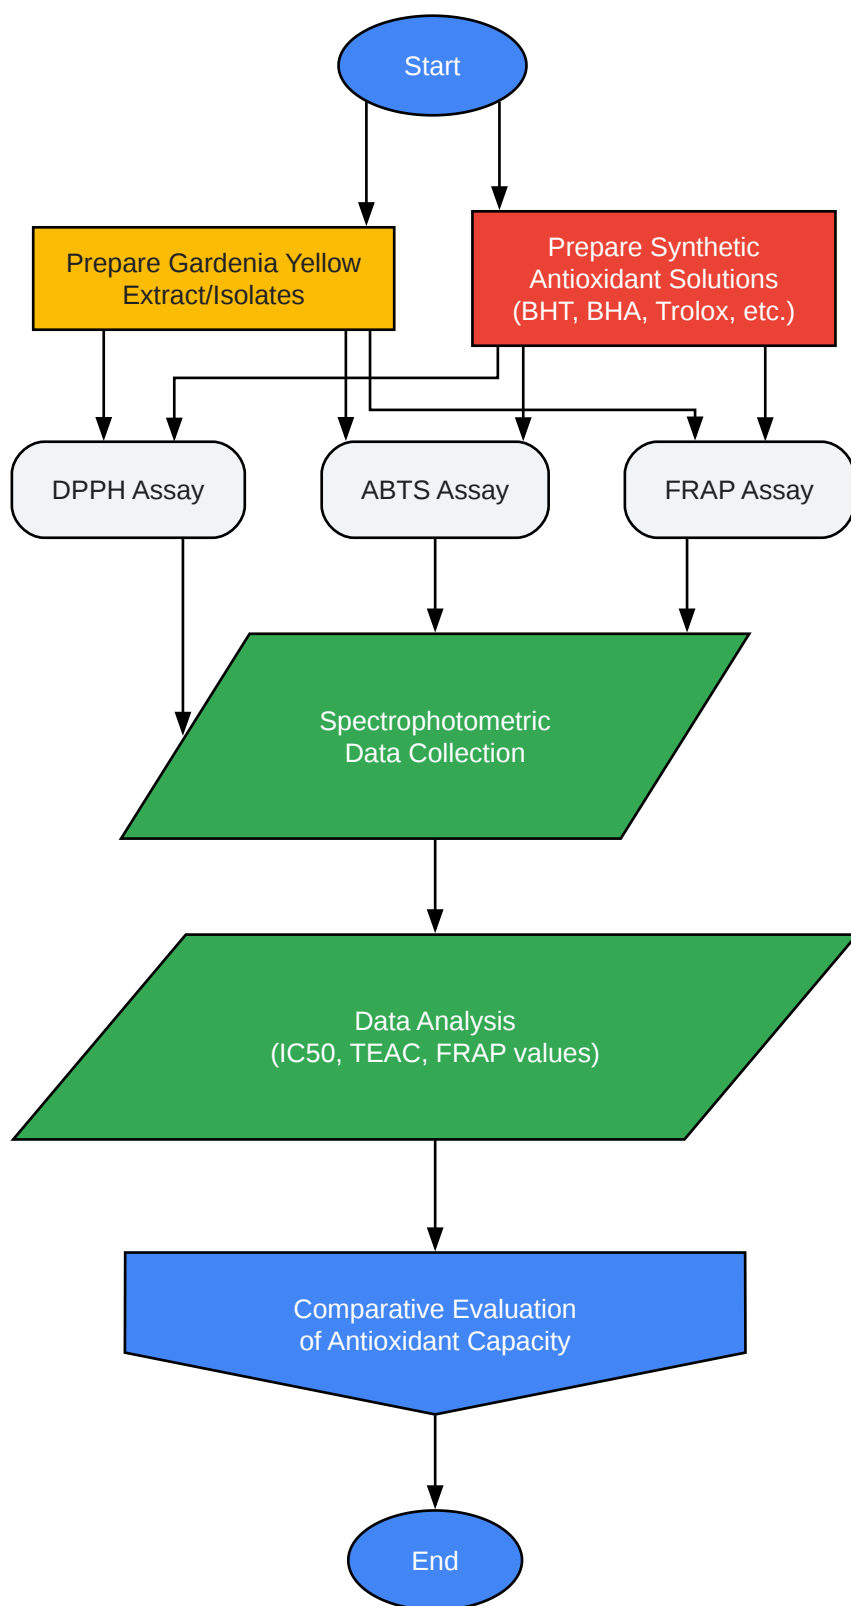 Start
Prepare Gardenia Yellow
Extract/Isolates
Prepare Synthetic
Antioxidant Solutions
(BHT, BHA, Trolox, etc.)
DPPH Assay
ABTS Assay
FRAP Assay
Spectrophotometric
Data Collection
Data Analysis
(IC50, TEAC, FRAP values)
Comparative Evaluation
of Antioxidant Capacity
End